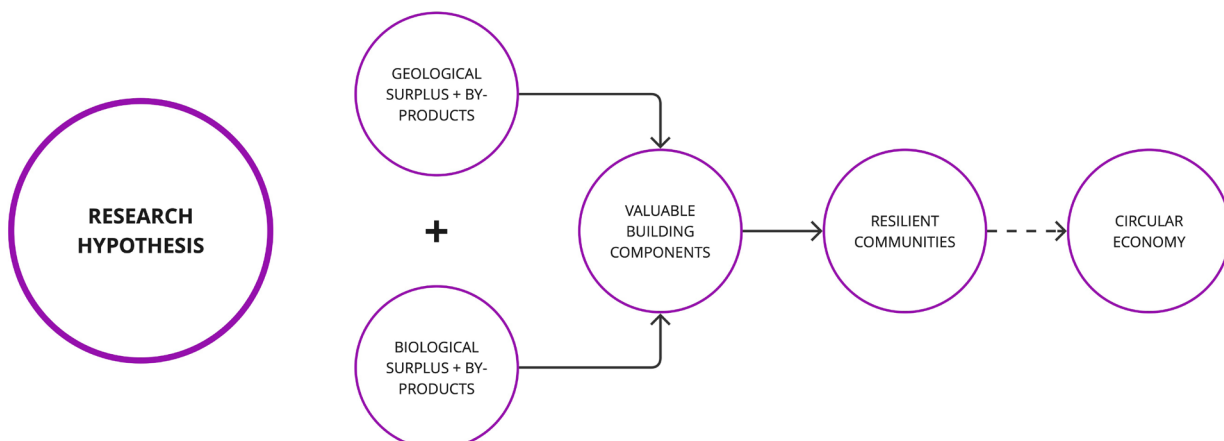 RESEARCH
HYPOTHESIS
GEOLOGICAL
SURPLUS + BY-
PRODUCTS
+
BIOLOGICAL
SURPLUS + BY-
PRODUCTS
VALUABLE
BUILDING
COMPONENTS
RESILIENT
COMMUNITIES
CIRCULAR
ECONOMY